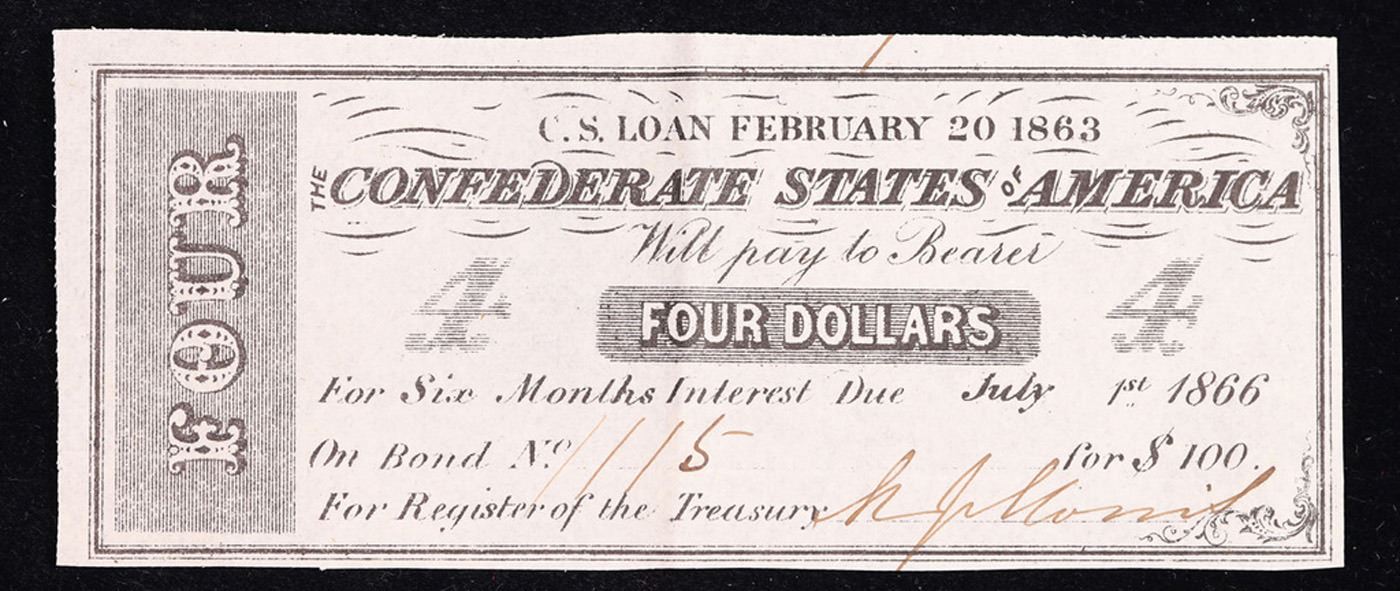 FOUR
C. S. LOAN FEBRUARY 20 1863
THE CONFEDERATE STATES OF AMERICA
Will pay to Bearer
4 FOUR DOLLARS 4
For Six Months Interest Due July 1st 1866
On Bond No. 1115 for $ 100.
For Register of the Treasury